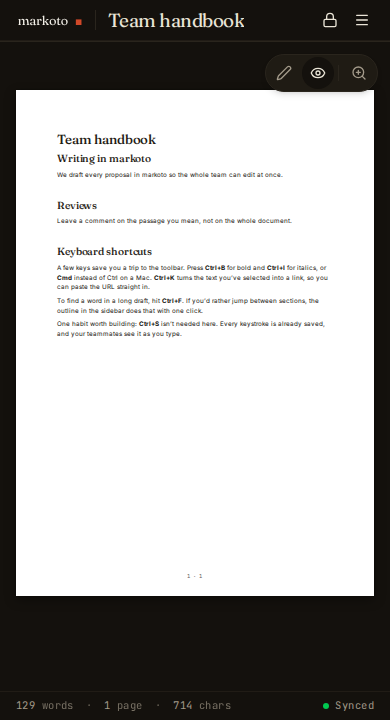 markoto
Team handbook
Team handbook
Writing in markoto
We draft every proposal in markoto so the whole team can edit at once.
Reviews
Leave a comment on the passage you mean, not on the whole document.
Keyboard shortcuts
A few keys save you a trip to the toolbar. Press Ctrl+B for bold and Ctrl+I for italics, or
Cmd instead of Ctrl on a Mac. Ctrl+K turns the text you've selected into a link, so you
can paste the URL straight in.
To find a word in a long draft, hit Ctrl+F. If you'd rather jump between sections, the
outline in the sidebar does that with one click.
One habit worth building: Ctrl+S isn't needed here. Every keystroke is already saved,
and your teammates see it as you type.
1 - 1
129 words · 1 page · 714 chars
Synced